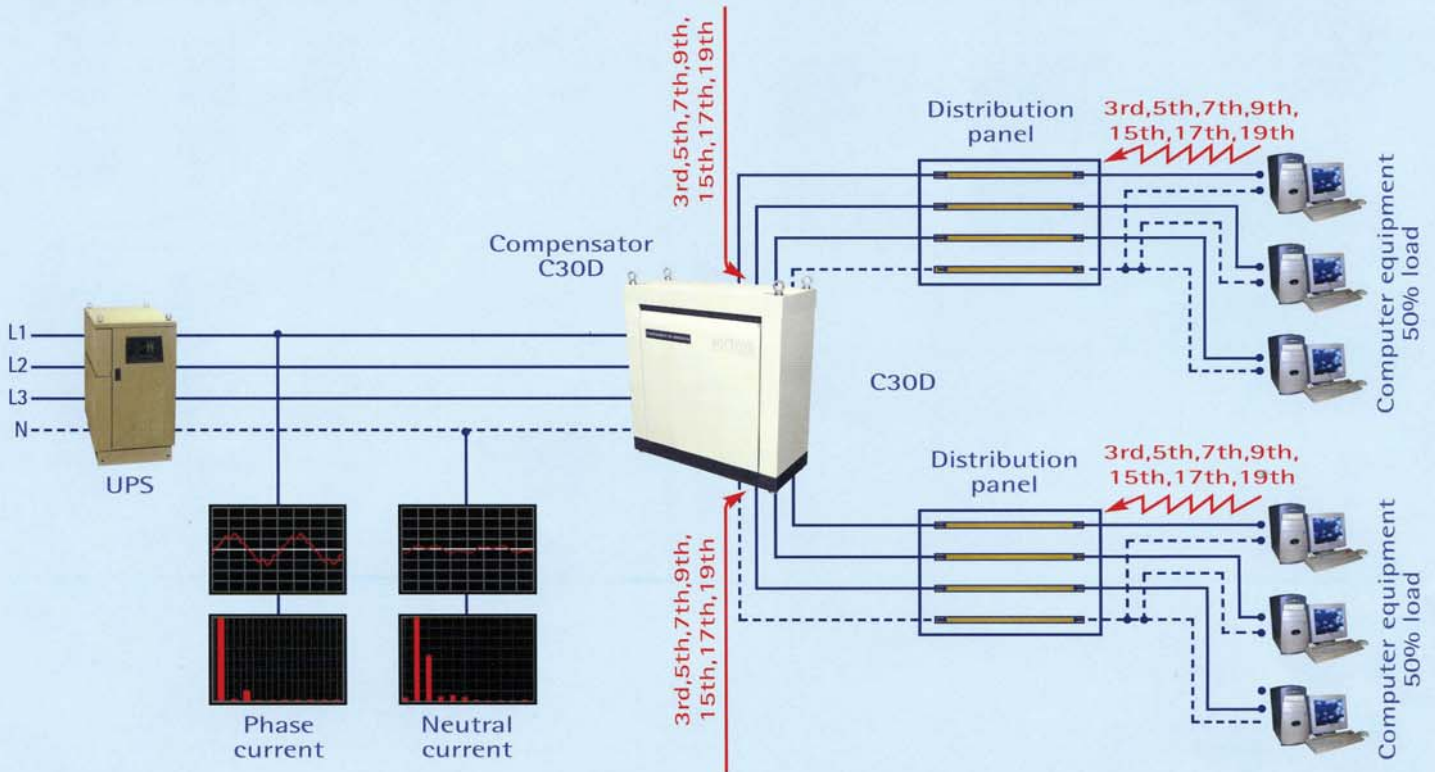 3rd,5th,7th,9th,
15th,17th,19th
Distribution
panel
3rd,5th,7th,9th,
15th,17th,19th
Computer equipment
50% load
Compensator
C30D
L1
L2
L3
N
UPS
C30D
Distribution
panel
3rd,5th,7th,9th,
15th,17th,19th
3rd,5th,7th,9th,
15th,17th,19th
Computer equipment
50% load
Phase
current
Neutral
current